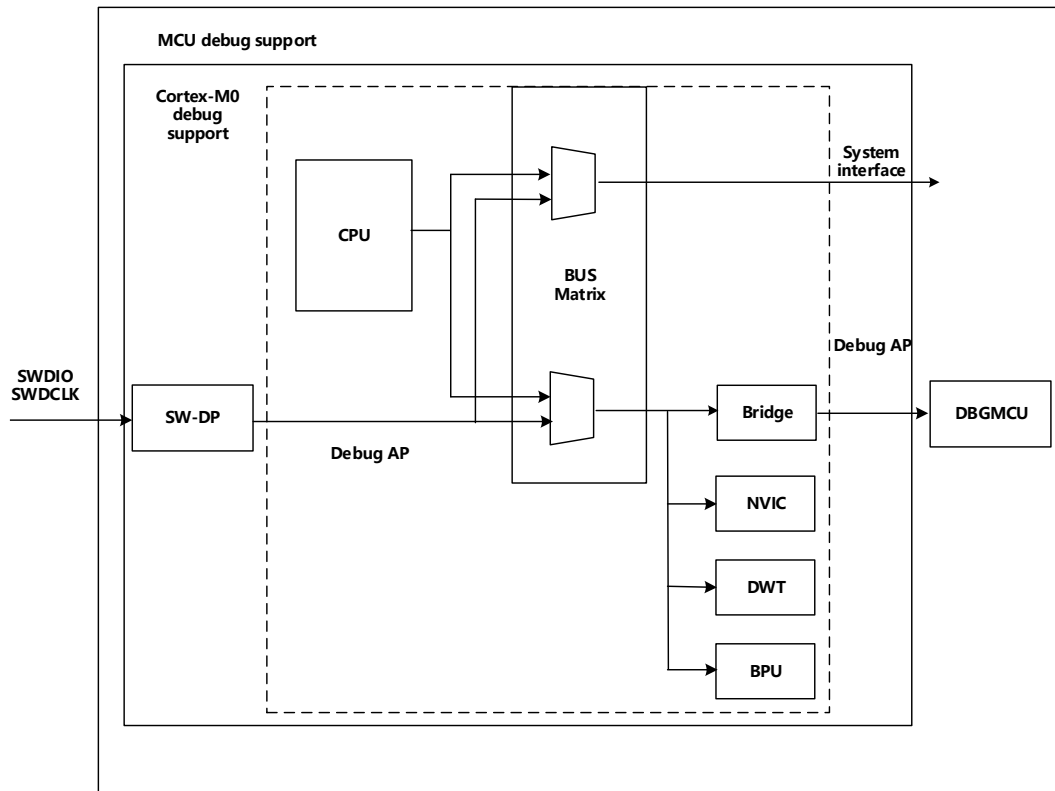 MCU debug support
Cortex-M0
debug
support
System
interface
CPU
BUS
Matrix
Debug AP
SWDIO
SWDCLK
SW-DP
Bridge
DBGMCU
Debug AP
NVIC
DWT
BPU